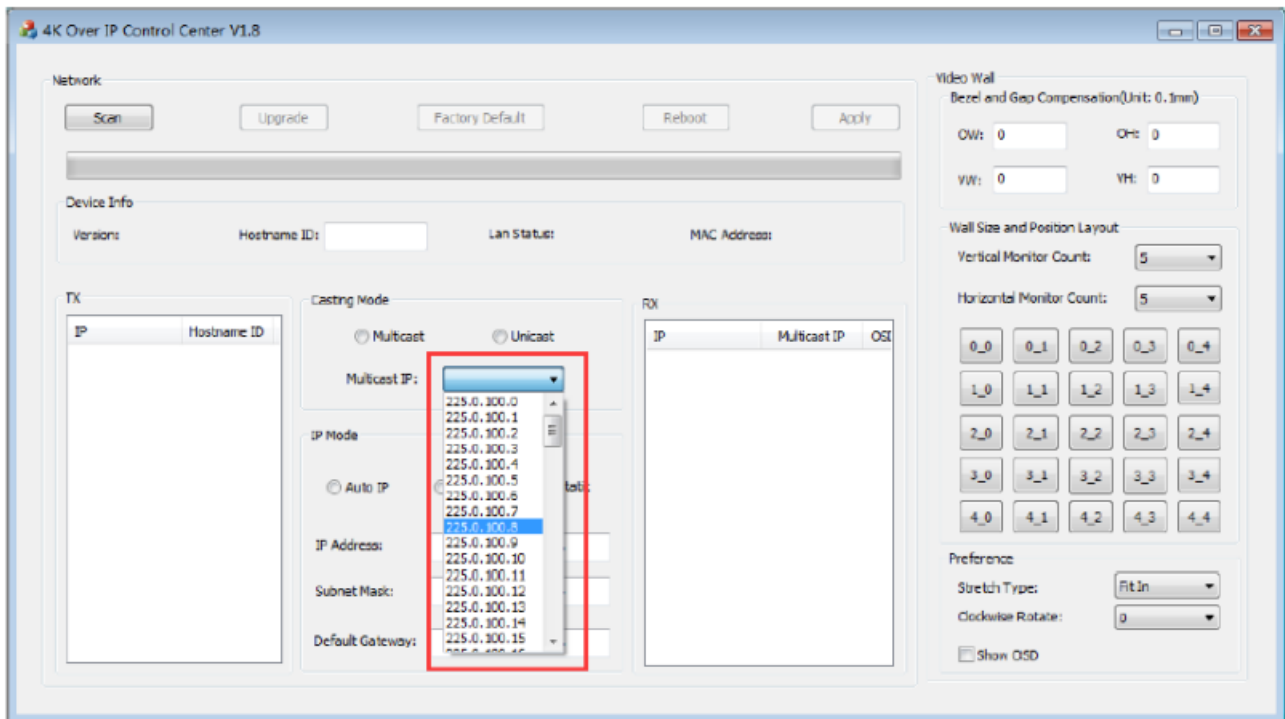 4K Over IP Control Center V1.8
Network
Scan
Upgrade
Factory Default
Reboot
Apply
Device Info
Version:
Hostname ID:
Lan Status:
MAC Address:
TX
IP
Hostname ID
Casting Mode
Multicast
Unicast
Multicast IP:
225.0.100.0
225.0.100.1
225.0.100.2
225.0.100.3
225.0.100.4
225.0.100.5
225.0.100.6
225.0.100.7
225.0.100.8
225.0.100.9
225.0.100.10
225.0.100.11
225.0.100.12
225.0.100.13
225.0.100.14
225.0.100.15
IP Mode
Auto IP
IP Address:
Subnet Mask:
Default Gateway:
RX
IP
Multicast IP
Video Wall
Bezel and Gap Compensation(Unit: 0.1mm)
OW: 0
OH: 0
VW: 0
VH: 0
Wall Size and Position Layout
Vertical Monitor Count: 5
Horizontal Monitor Count: 5
0_0 0_1 0_2 0_3 0_4
1_0 1_1 1_2 1_3 1_4
2_0 2_1 2_2 2_3 2_4
3_0 3_1 3_2 3_3 3_4
4_0 4_1 4_2 4_3 4_4
Preference
Stretch Type: Fit In
Clockwise Rotate: 0
Show OSD